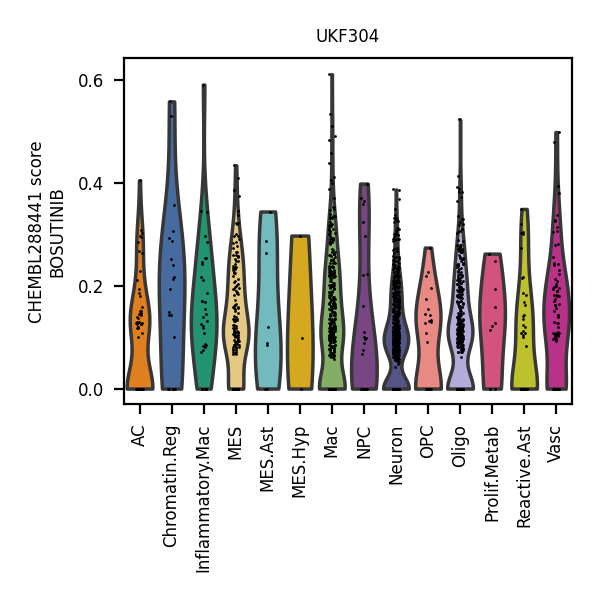 UKF304
CHEMBL288441 score
BOSUTINIB
0.6
0.4
0.2
0.0
AC
Chromatin.Reg
Inflammatory.Mac
MES
MES.Ast
MES.Hyp
Mac
NPC
Neuron
OPC
Oligo
Prolif.Metab
Reactive.Ast
Vasc